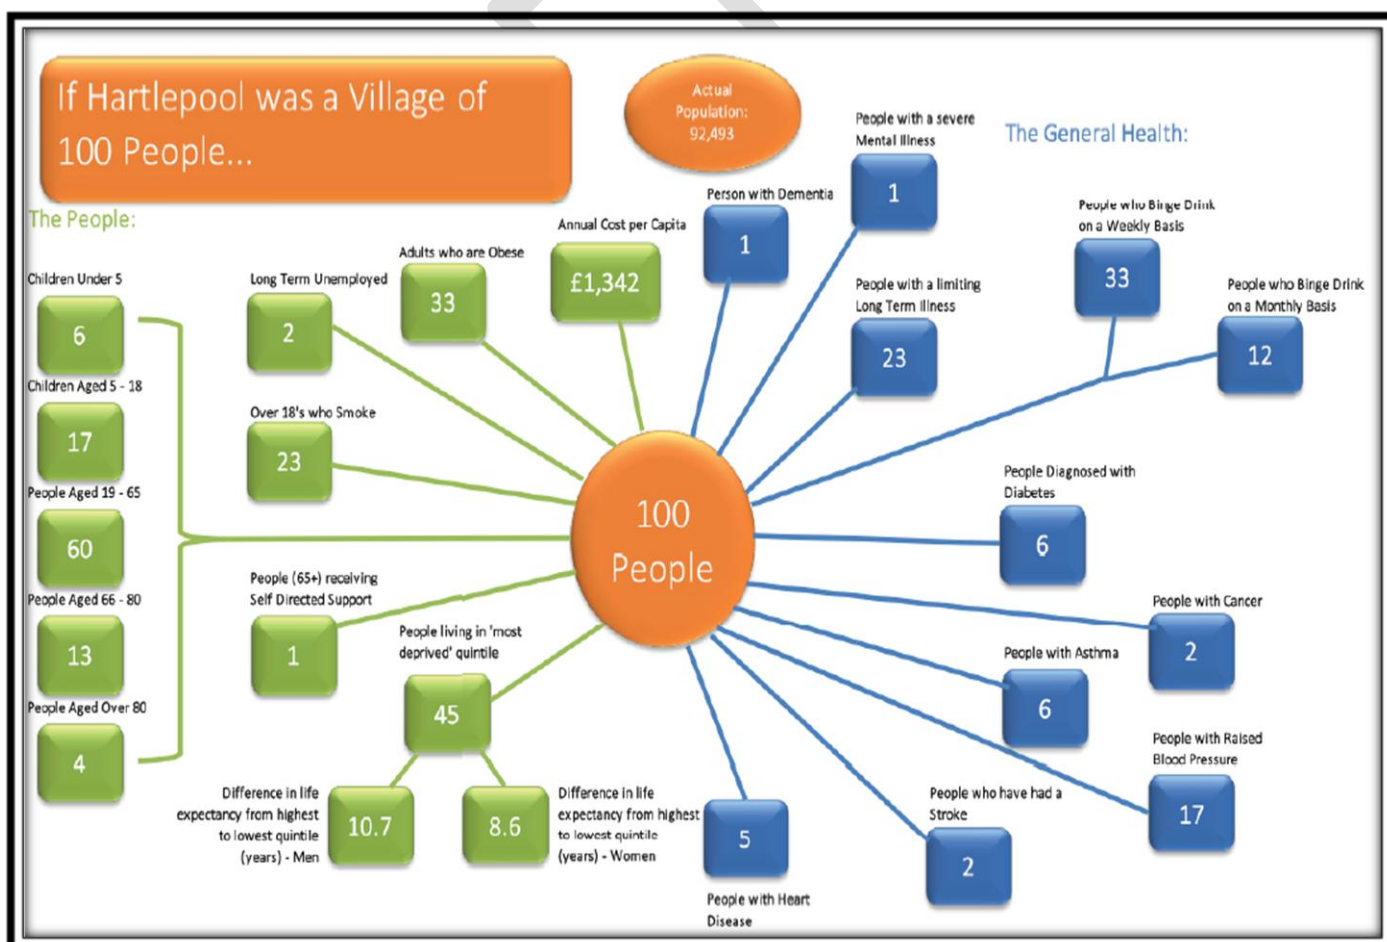 If Hartlepool was a Village of
100 People...
Actual
Population:
92,493
The People:
Children Under 5
6
Children Aged 5 - 18
17
People Aged 19 - 65
60
People Aged 66 - 80
13
People Aged Over 80
4
Long Term Unemployed
2
Adults who are Obese
33
Annual Cost per Capita
£1,342
Over 18's who Smoke
23
People (65+) receiving
Self Directed Support
1
People living in 'most
deprived' quintile
45
Difference in life
expectancy from highest
to lowest quintile
(years) - Men
10.7
8.6
Difference in life
expectancy from highest
to lowest quintile
(years) - Women
100
People
The General Health:
Person with Dementia
1
People with a severe
Mental Illness
1
People with a limiting
Long Term Illness
23
People who Binge Drink
on a Weekly Basis
33
People who Binge Drink
on a Monthly Basis
12
People Diagnosed with
Diabetes
6
People with Cancer
2
People with Asthma
6
People with Raised
Blood Pressure
17
People who have had a
Stroke
2
5
People with Heart
Disease